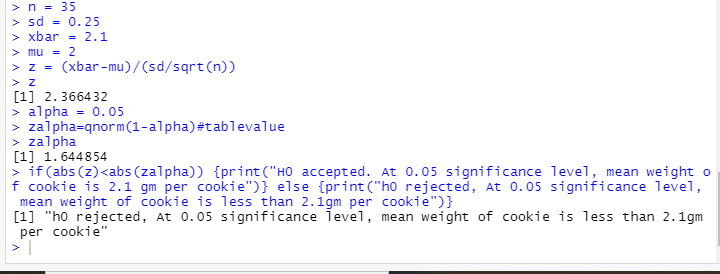 > n = 35
> sd = 0.25
> xbar = 2.1
> mu = 2
> z = (xbar-mu)/(sd/sqrt(n))
> z
[1] 2.366432
> alpha = 0.05
> zalpha=qnorm(1-alpha)#tablevalue
> zalpha
[1] 1.644854
> if(abs(z)<abs(zalpha)) {print("H0 accepted. At 0.05 significance level, mean weight o
f cookie is 2.1 gm per cookie")} else {print("h0 rejected, At 0.05 significance level,
mean weight of cookie is less than 2.1gm per cookie")}
[1] "h0 rejected, At 0.05 significance level, mean weight of cookie is less than 2.1gm
per cookie"
>